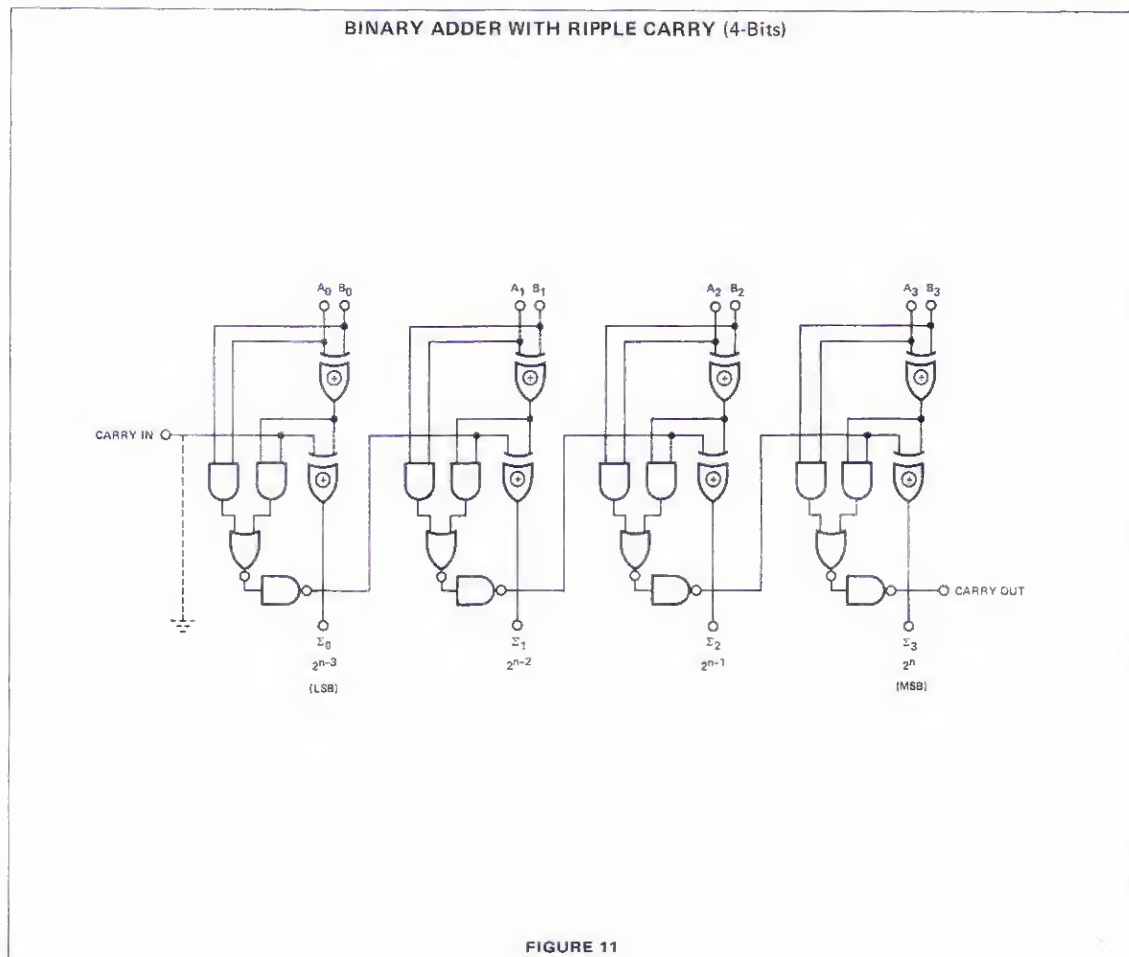 BINARY ADDER WITH RIPPLE CARRY (4-Bits)
A₀ B₀ A₁ B₁ A₂ B₂ A₃ B₃
CARRY IN
CARRY OUT
Σ₀ Σ₁ Σ₂ Σ₃
2ⁿ⁻³ 2ⁿ⁻² 2ⁿ⁻¹ 2ⁿ
(LSB) (MSB)
FIGURE 11